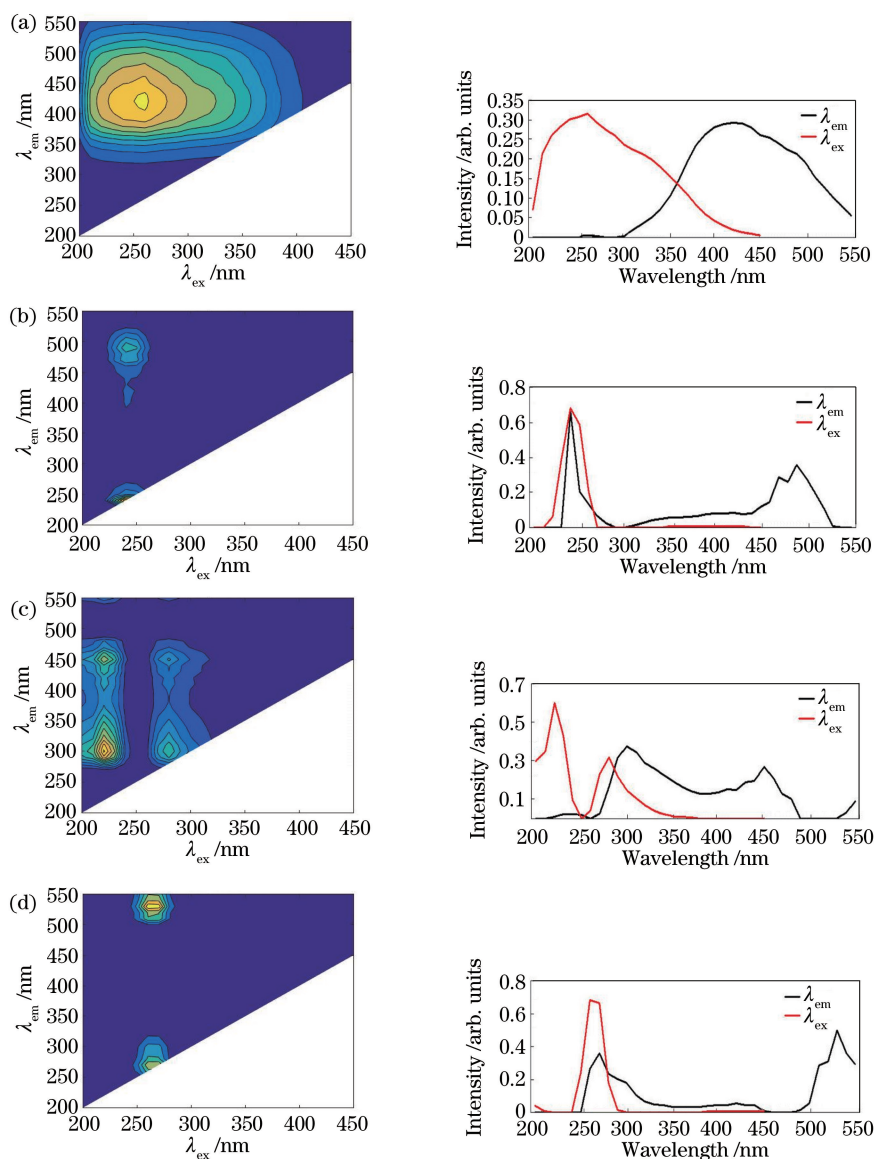 (a)
550
500
450
400
350
300
250
200
λem /nm
200 250 300 350 400 450
λex /nm
0.35
0.30
0.25
0.20
0.15
0.10
0.05
0
Intensity /arb. units
λem
λex
200 250 300 350 400 450 500 550
Wavelength /nm
(b)
550
500
450
400
350
300
250
200
λem /nm
200 250 300 350 400 450
λex /nm
0.8
0.6
0.4
0.2
0
Intensity /arb. units
λem
λex
200 250 300 350 400 450 500 550
Wavelength /nm
(c)
550
500
450
400
350
300
250
200
λem /nm
200 250 300 350 400 450
λex /nm
0.7
0.5
0.3
0.1
Intensity /arb. units
λem
λex
200 250 300 350 400 450 500 550
Wavelength /nm
(d)
550
500
450
400
350
300
250
200
λem /nm
200 250 300 350 400 450
λex /nm
0.8
0.6
0.4
0.2
0
Intensity /arb. units
λem
λex
200 250 300 350 400 450 500 550
Wavelength /nm